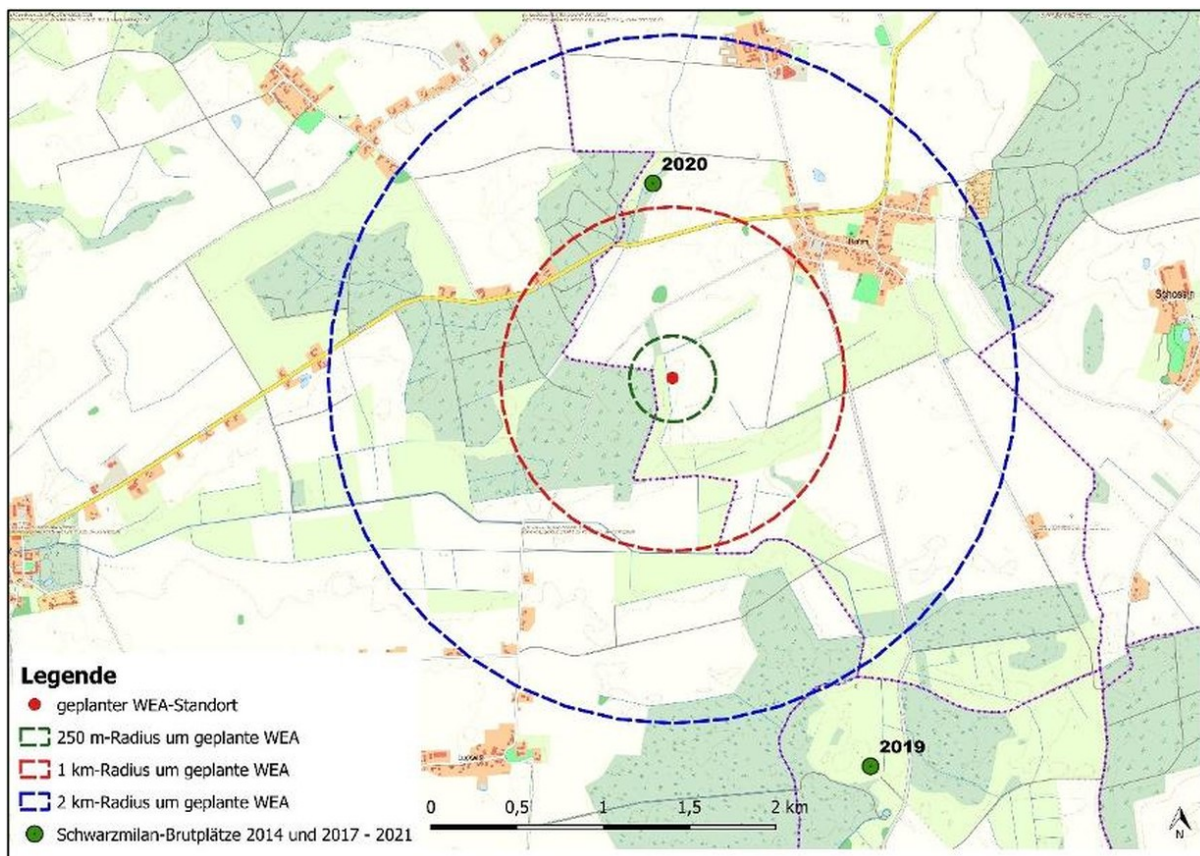 2020
Schossin
2019
Legende
geplanter WEA-Standort
250 m-Radius um geplante WEA
1 km-Radius um geplante WEA
2 km-Radius um geplante WEA
Schwarzmilan-Brutplätze 2014 und 2017 - 2021
0 0,5 1 1,5 2 km
N